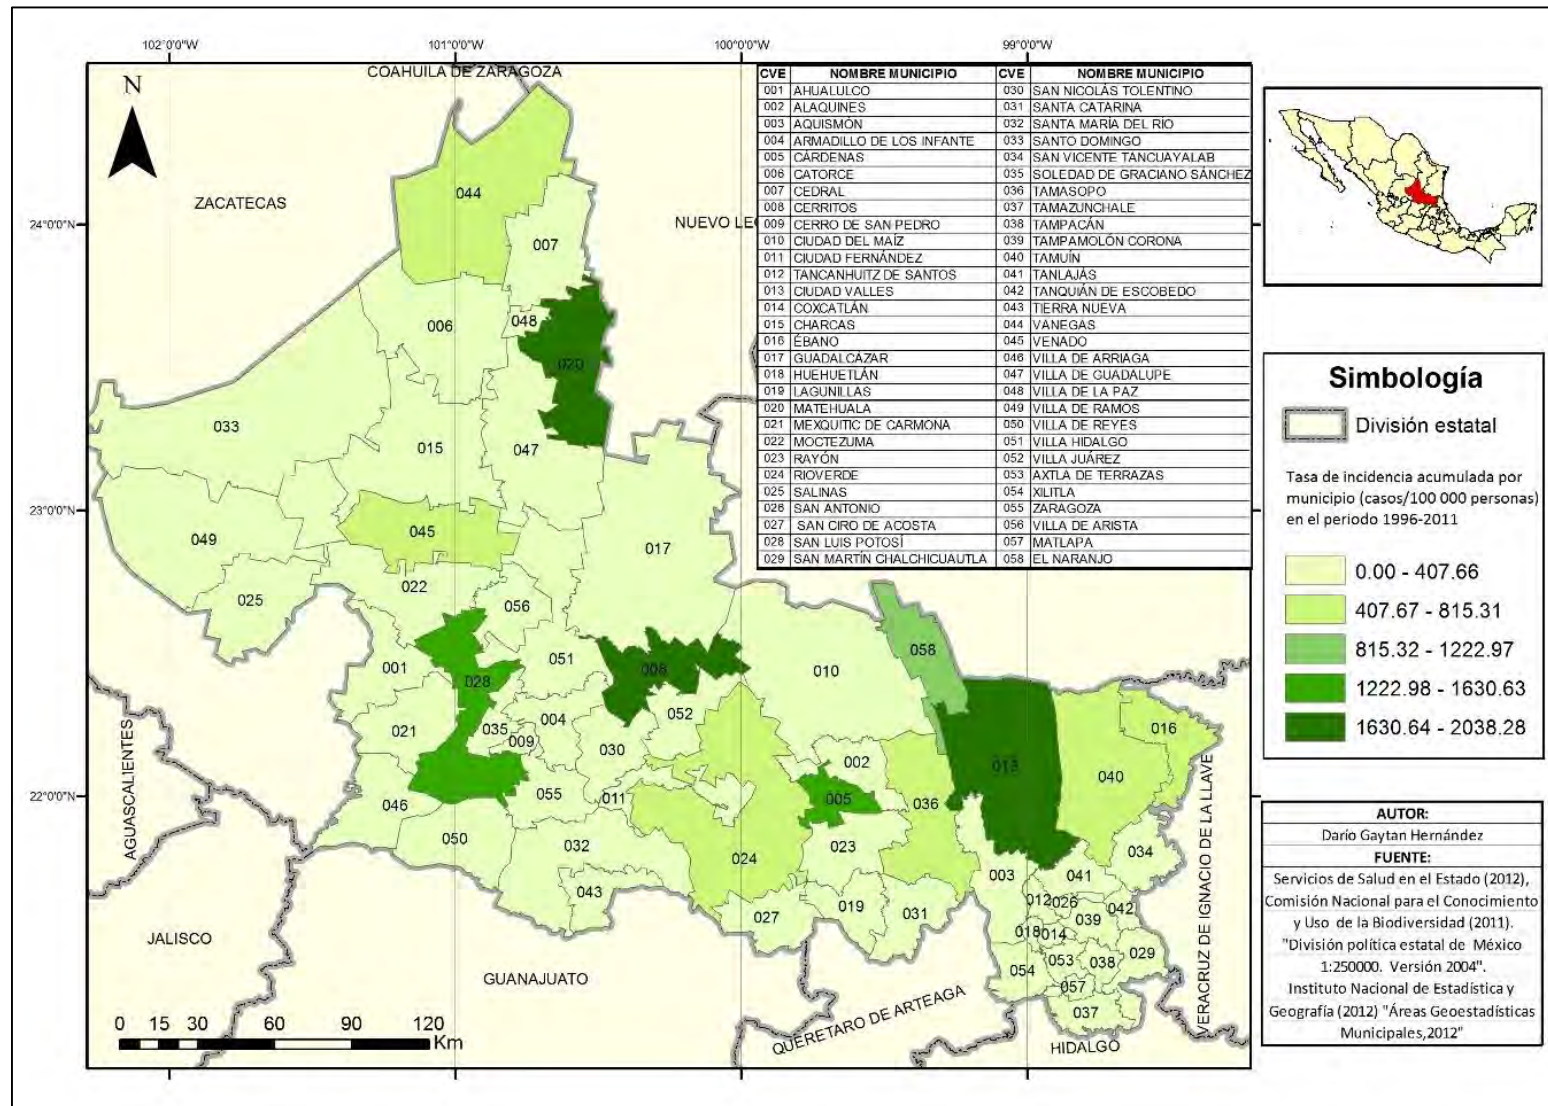 102°0'0"W 101°0'0"W 100°0'0"W 99°0'0"W
N
COAHUILA DE ZARAGOZA
ZACATECAS
NUEVO LEÓ
24°0'0"N
23°0'0"N
22°0'0"N
AGUASCALIENTES
JALISCO
GUANAJUATO
QUERETARO DE ARTEAGA
HIDALGO
VERACRUZ DE IGNACIO DE LA LLAVE
044
007
006
048
020
033
015
047
049
045
017
025
022
056
001
028
051
008
010
058
021
035
009
004
030
052
002
013
040
016
046
055
011
005
036
050
032
024
023
003
041
034
043
027
019
031
012
026
039
042
018
014
054
053
038
029
057
037
0 15 30 60 90 120
Km
CVE NOMBRE MUNICIPIO CVE NOMBRE MUNICIPIO
001 AHUALULCO 030 SAN NICOLÁS TOLENTINO
002 ALAQUINES 031 SANTA CATARINA
003 AQUISMÓN 032 SANTA MARÍA DEL RÍO
004 ARMADILLO DE LOS INFANTE 033 SANTO DOMINGO
005 CÁRDENAS 034 SAN VICENTE TANCUAYALAB
006 CATORCE 035 SOLEDAD DE GRACIANO SÁNCHEZ
007 CEDRAL 036 TAMASOPO
008 CERRITOS 037 TAMAZUNCHALE
009 CERRO DE SAN PEDRO 038 TAMPACÁN
010 CIUDAD DEL MAÍZ 039 TAMPAMOLÓN CORONA
011 CIUDAD FERNÁNDEZ 040 TAMUÍN
012 TANCANHUITZ DE SANTOS 041 TANLAJÁS
013 CIUDAD VALLES 042 TANQUIÁN DE ESCOBEDO
014 COXCATLÁN 043 TIERRA NUEVA
015 CHARCAS 044 VANEGAS
016 ÉBANO 045 VENADO
017 GUADALCÁZAR 046 VILLA DE ARRIAGA
018 HUEHUETLÁN 047 VILLA DE GUADALUPE
019 LAGUNILLAS 048 VILLA DE LA PAZ
020 MATEHUALA 049 VILLA DE RAMOS
021 MEXQUITIC DE CARMONA 050 VILLA DE REYES
022 MOCTEZUMA 051 VILLA HIDALGO
023 RAYÓN 052 VILLA JUÁREZ
024 RIOVERDE 053 AXTLA DE TERRAZAS
025 SALINAS 054 XILITLA
026 SAN ANTONIO 055 ZARAGOZA
027 SAN CIRO DE ACOSTA 056 VILLA DE ARISTA
028 SAN LUIS POTOSÍ 057 MATLAPA
029 SAN MARTÍN CHALCHICUAUTLA 058 EL NARANJO
Simbología
División estatal
Tasa de incidencia acumulada por
municipio (casos/100 000 personas)
en el periodo 1996-2011
0.00 - 407.66
407.67 - 815.31
815.32 - 1222.97
1222.98 - 1630.63
1630.64 - 2038.28
AUTOR:
Darío Gaytan Hernández
FUENTE:
Servicios de Salud en el Estado (2012),
Comisión Nacional para el Conocimiento
y Uso de la Biodiversidad (2011).
"División política estatal de México
1:250000. Versión 2004".
Instituto Nacional de Estadística y
Geografía (2012) "Áreas Geoestadísticas
Municipales,2012"